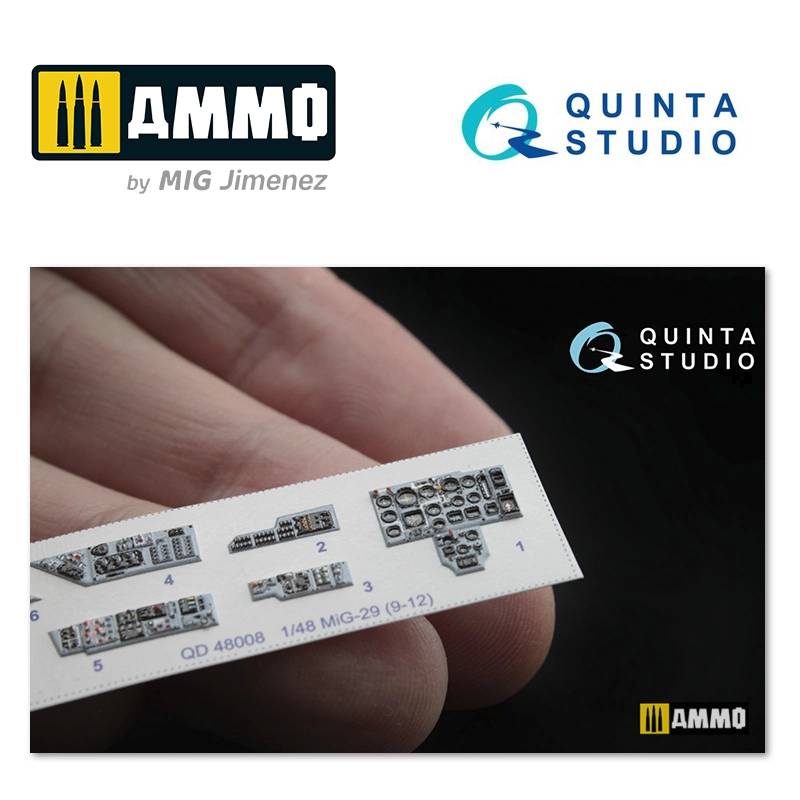 AMMO
by MIG Jimenez
QUINTA
STUDIO
QUINTA
STUDIO
1
2
3
4
5
6
QD 48008 1/48 MiG-29 (9-12)
AMMO